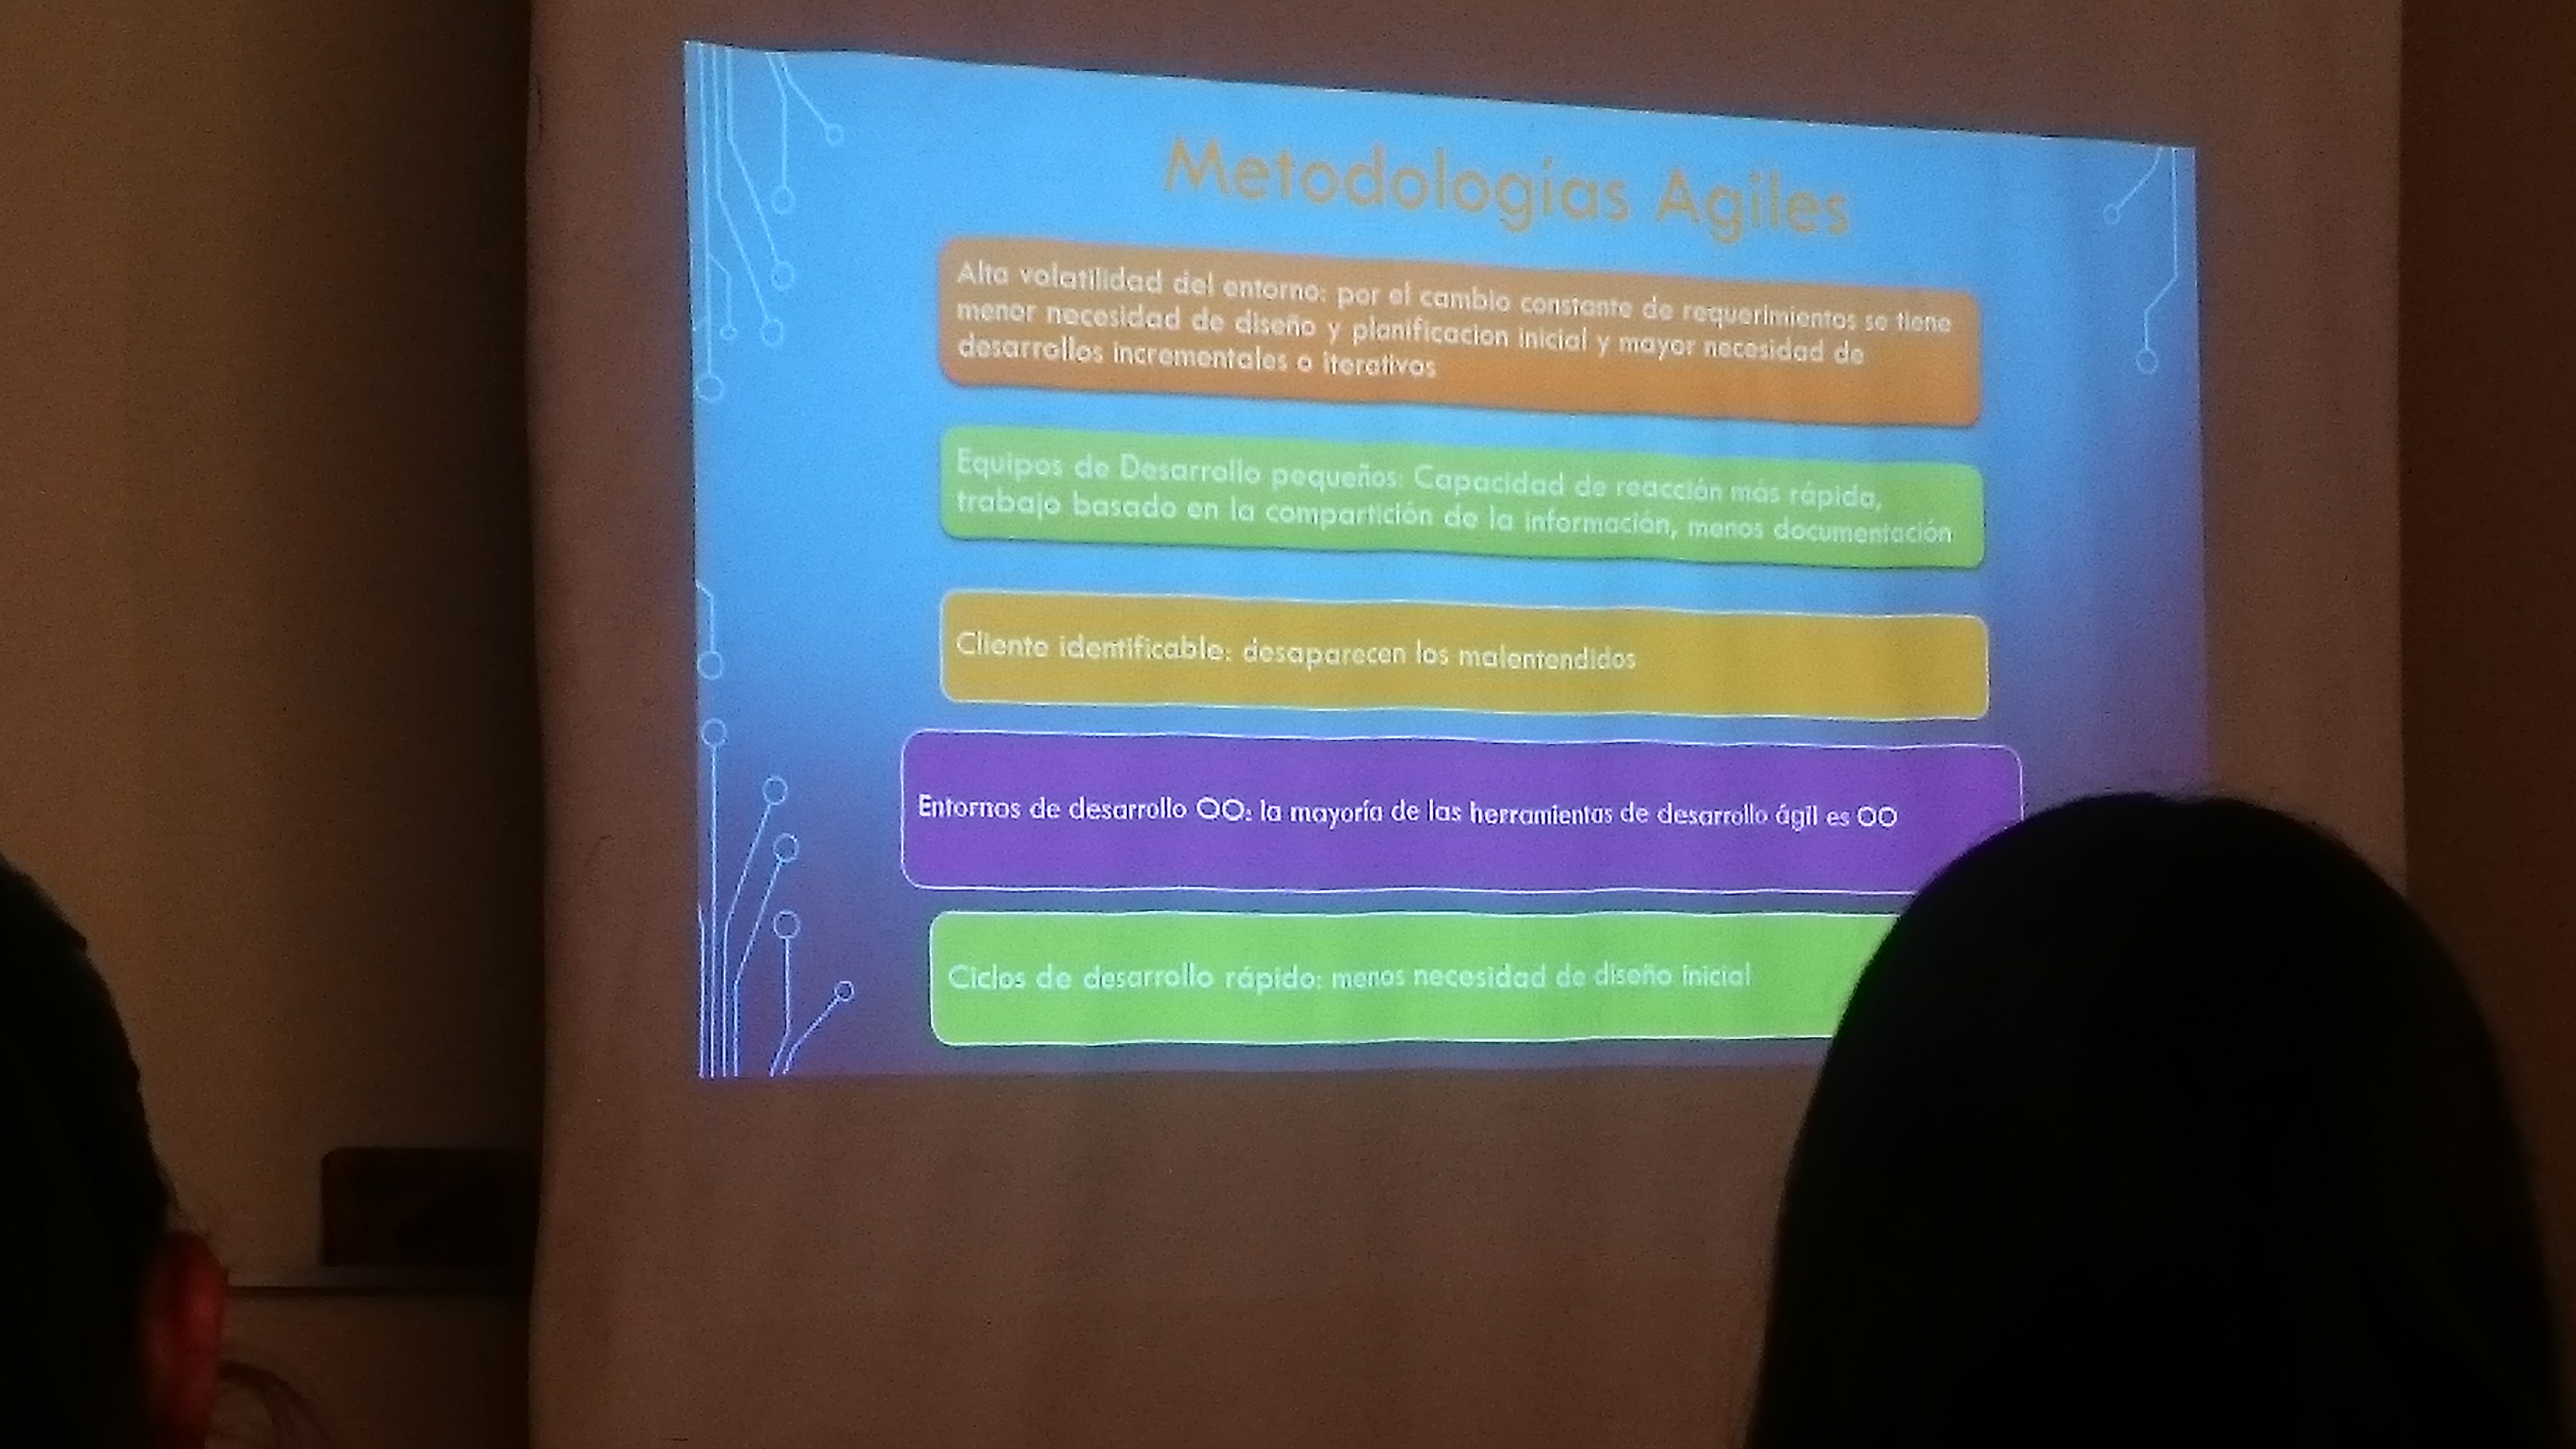 Metodologías Agiles
Alta volatilidad del entorno: por el cambio constante de requerimientos se tiene
menor necesidad de diseño y planificacion inicial y mayor necesidad de
desarrollos incrementales o iterativos
Equipos de Desarrollo pequeños: Capacidad de reacción más rápida,
trabajo basado en la compartición de la información, menos documentación
Cliente identificable: desaparecen los malentendidos
Entornos de desarrollo OO: la mayoría de las herramientas de desarrollo ágil es OO
Ciclos de desarrollo rápido: menos necesidad de diseño inicial